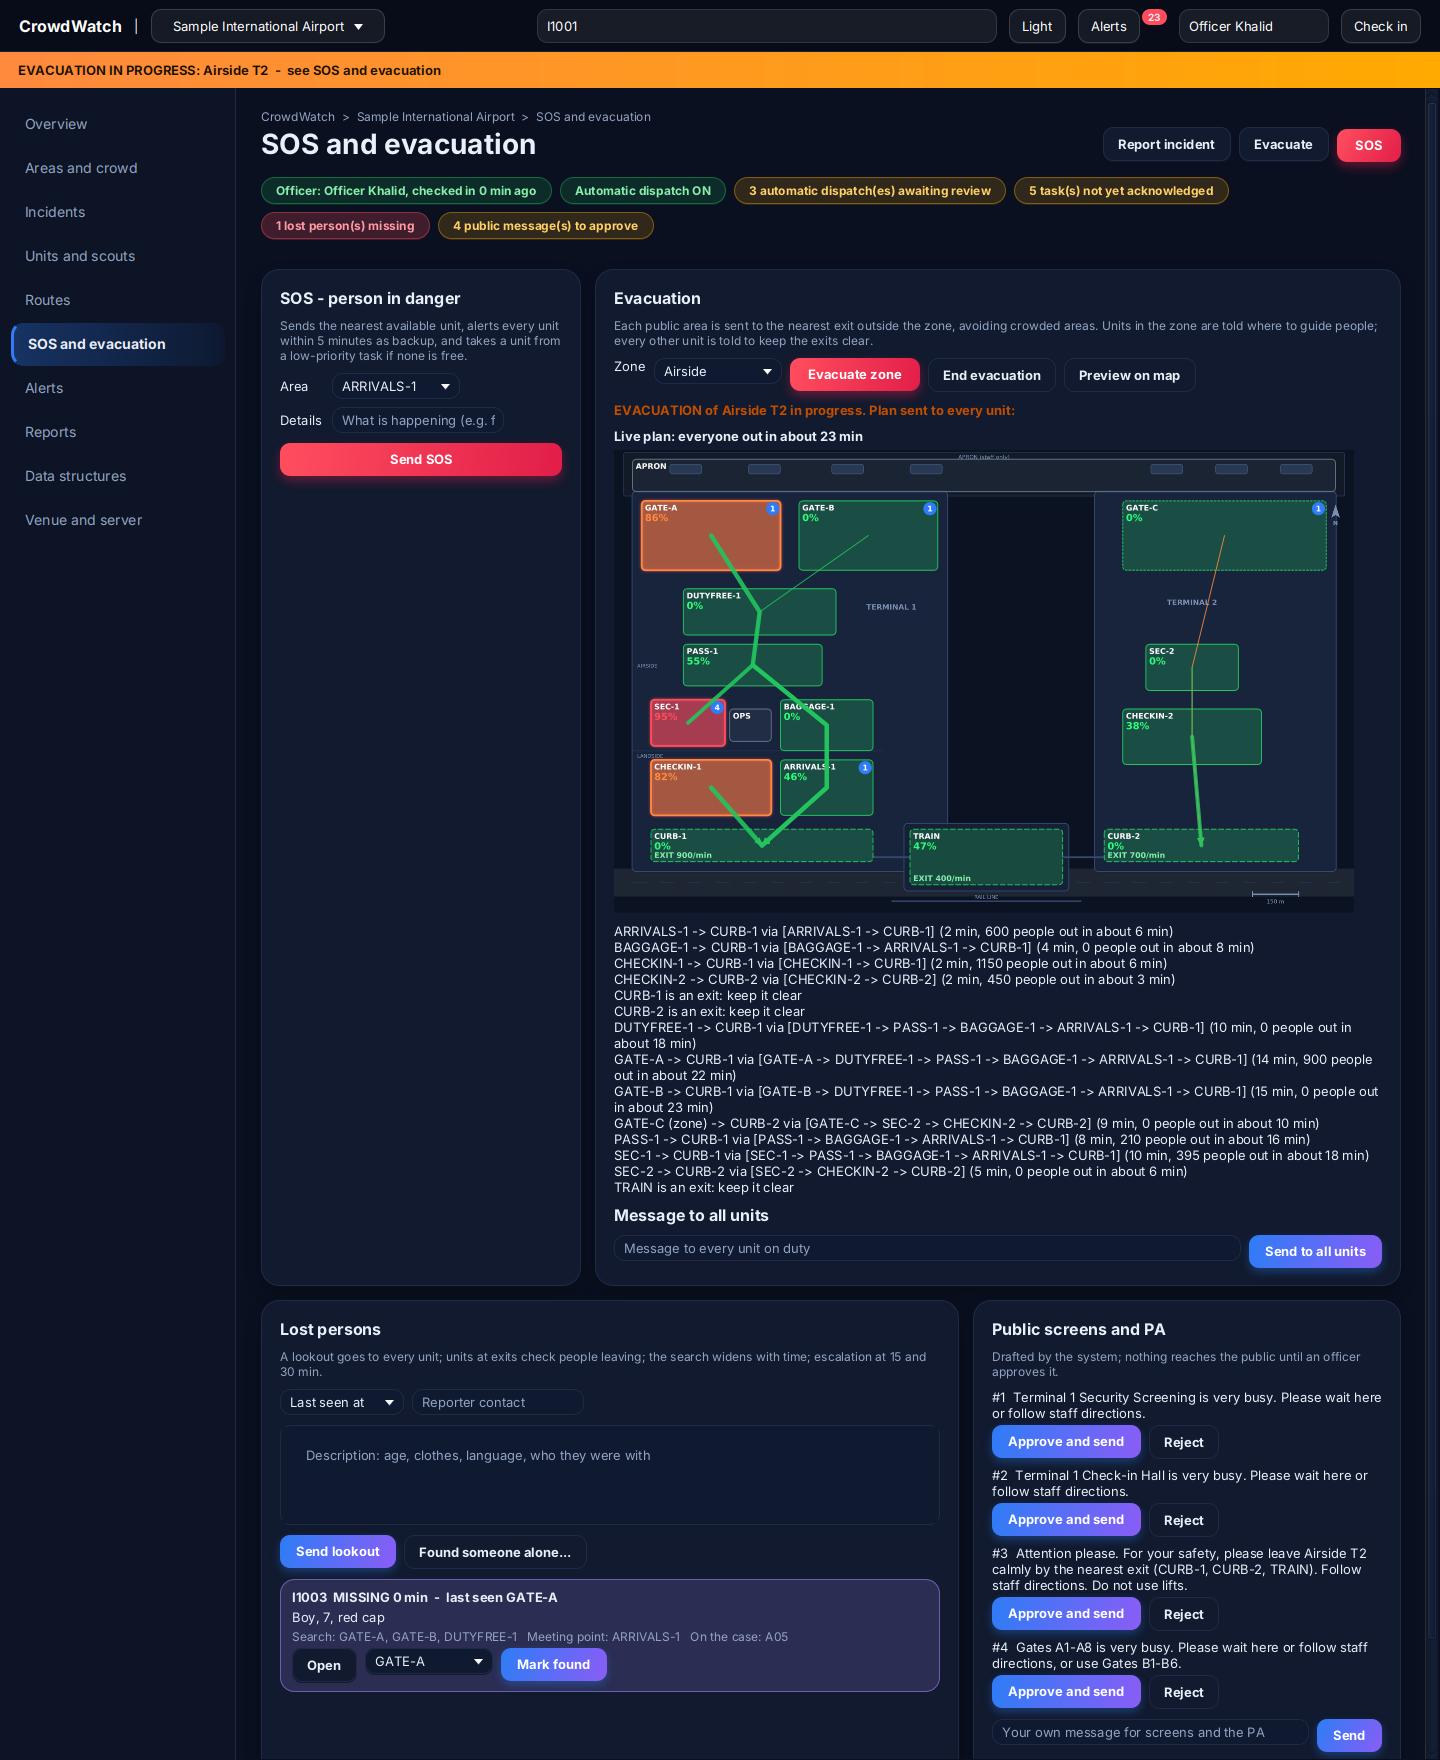 CrowdWatch | Sample International Airport I1001 Light Alerts 23 Officer Khalid Check in
EVACUATION IN PROGRESS: Airside T2 - see SOS and evacuation
Overview
Areas and crowd
Incidents
Units and scouts
Routes
SOS and evacuation
Alerts
Reports
Data structures
Venue and server
CrowdWatch > Sample International Airport > SOS and evacuation
SOS and evacuation
Report incident Evacuate SOS
Officer: Officer Khalid, checked in 0 min ago Automatic dispatch ON 3 automatic dispatch(es) awaiting review 5 task(s) not yet acknowledged
1 lost person(s) missing 4 public message(s) to approve
SOS - person in danger
Sends the nearest available unit, alerts every unit
within 5 minutes as backup, and takes a unit from
a low-priority task if none is free.
Area ARRIVALS-1
Details What is happening (e.g. f
Send SOS
Evacuation
Each public area is sent to the nearest exit outside the zone, avoiding crowded areas. Units in the zone are told where to guide people;
every other unit is told to keep the exits clear.
Zone Airside Evacuate zone End evacuation Preview on map
EVACUATION of Airside T2 in progress. Plan sent to every unit:
Live plan: everyone out in about 23 min
APRON (staff only)
APRON
GATE-A 1
86%
GATE-B 1
0%
GATE-C 1
0%
N
DUTYFREE-1
0%
TERMINAL 1
TERMINAL 2
PASS-1
55%
AIRSIDE
SEC-2
0%
SEC-1 4
95%
OPS
BAGGAGE-1
0%
CHECKIN-2
38%
LANDSIDE
CHECKIN-1
82%
ARRIVALS-1 1
46%
CURB-1
0%
EXIT 900/min
TRAIN
47%
EXIT 400/min
CURB-2
0%
EXIT 700/min
RAIL LINE
150 m
ARRIVALS-1 -> CURB-1 via [ARRIVALS-1 -> CURB-1] (2 min, 600 people out in about 6 min)
BAGGAGE-1 -> CURB-1 via [BAGGAGE-1 -> ARRIVALS-1 -> CURB-1] (4 min, 0 people out in about 8 min)
CHECKIN-1 -> CURB-1 via [CHECKIN-1 -> CURB-1] (2 min, 1150 people out in about 6 min)
CHECKIN-2 -> CURB-2 via [CHECKIN-2 -> CURB-2] (2 min, 450 people out in about 3 min)
CURB-1 is an exit: keep it clear
CURB-2 is an exit: keep it clear
DUTYFREE-1 -> CURB-1 via [DUTYFREE-1 -> PASS-1 -> BAGGAGE-1 -> ARRIVALS-1 -> CURB-1] (10 min, 0 people out in
about 18 min)
GATE-A -> CURB-1 via [GATE-A -> DUTYFREE-1 -> PASS-1 -> BAGGAGE-1 -> ARRIVALS-1 -> CURB-1] (14 min, 900 people
out in about 22 min)
GATE-B -> CURB-1 via [GATE-B -> DUTYFREE-1 -> PASS-1 -> BAGGAGE-1 -> ARRIVALS-1 -> CURB-1] (15 min, 0 people out
in about 23 min)
GATE-C (zone) -> CURB-2 via [GATE-C -> SEC-2 -> CHECKIN-2 -> CURB-2] (9 min, 0 people out in about 10 min)
PASS-1 -> CURB-1 via [PASS-1 -> BAGGAGE-1 -> ARRIVALS-1 -> CURB-1] (8 min, 210 people out in about 16 min)
SEC-1 -> CURB-1 via [SEC-1 -> PASS-1 -> BAGGAGE-1 -> ARRIVALS-1 -> CURB-1] (10 min, 395 people out in about 18 min)
SEC-2 -> CURB-2 via [SEC-2 -> CHECKIN-2 -> CURB-2] (5 min, 0 people out in about 6 min)
TRAIN is an exit: keep it clear
Message to all units
Message to every unit on duty Send to all units
Lost persons
A lookout goes to every unit; units at exits check people leaving; the search widens with time; escalation at 15 and
30 min.
Last seen at Reporter contact
Description: age, clothes, language, who they were with
Send lookout Found someone alone...
I1003 MISSING 0 min - last seen GATE-A
Boy, 7, red cap
Search: GATE-A, GATE-B, DUTYFREE-1 Meeting point: ARRIVALS-1 On the case: A05
Open GATE-A Mark found
Public screens and PA
Drafted by the system; nothing reaches the public until an officer
approves it.
#1 Terminal 1 Security Screening is very busy. Please wait here
or follow staff directions.
Approve and send Reject
#2 Terminal 1 Check-in Hall is very busy. Please wait here or
follow staff directions.
Approve and send Reject
#3 Attention please. For your safety, please leave Airside T2
calmly by the nearest exit (CURB-1, CURB-2, TRAIN). Follow
staff directions. Do not use lifts.
Approve and send Reject
#4 Gates A1-A8 is very busy. Please wait here or follow staff
directions, or use Gates B1-B6.
Approve and send Reject
Your own message for screens and the PA Send